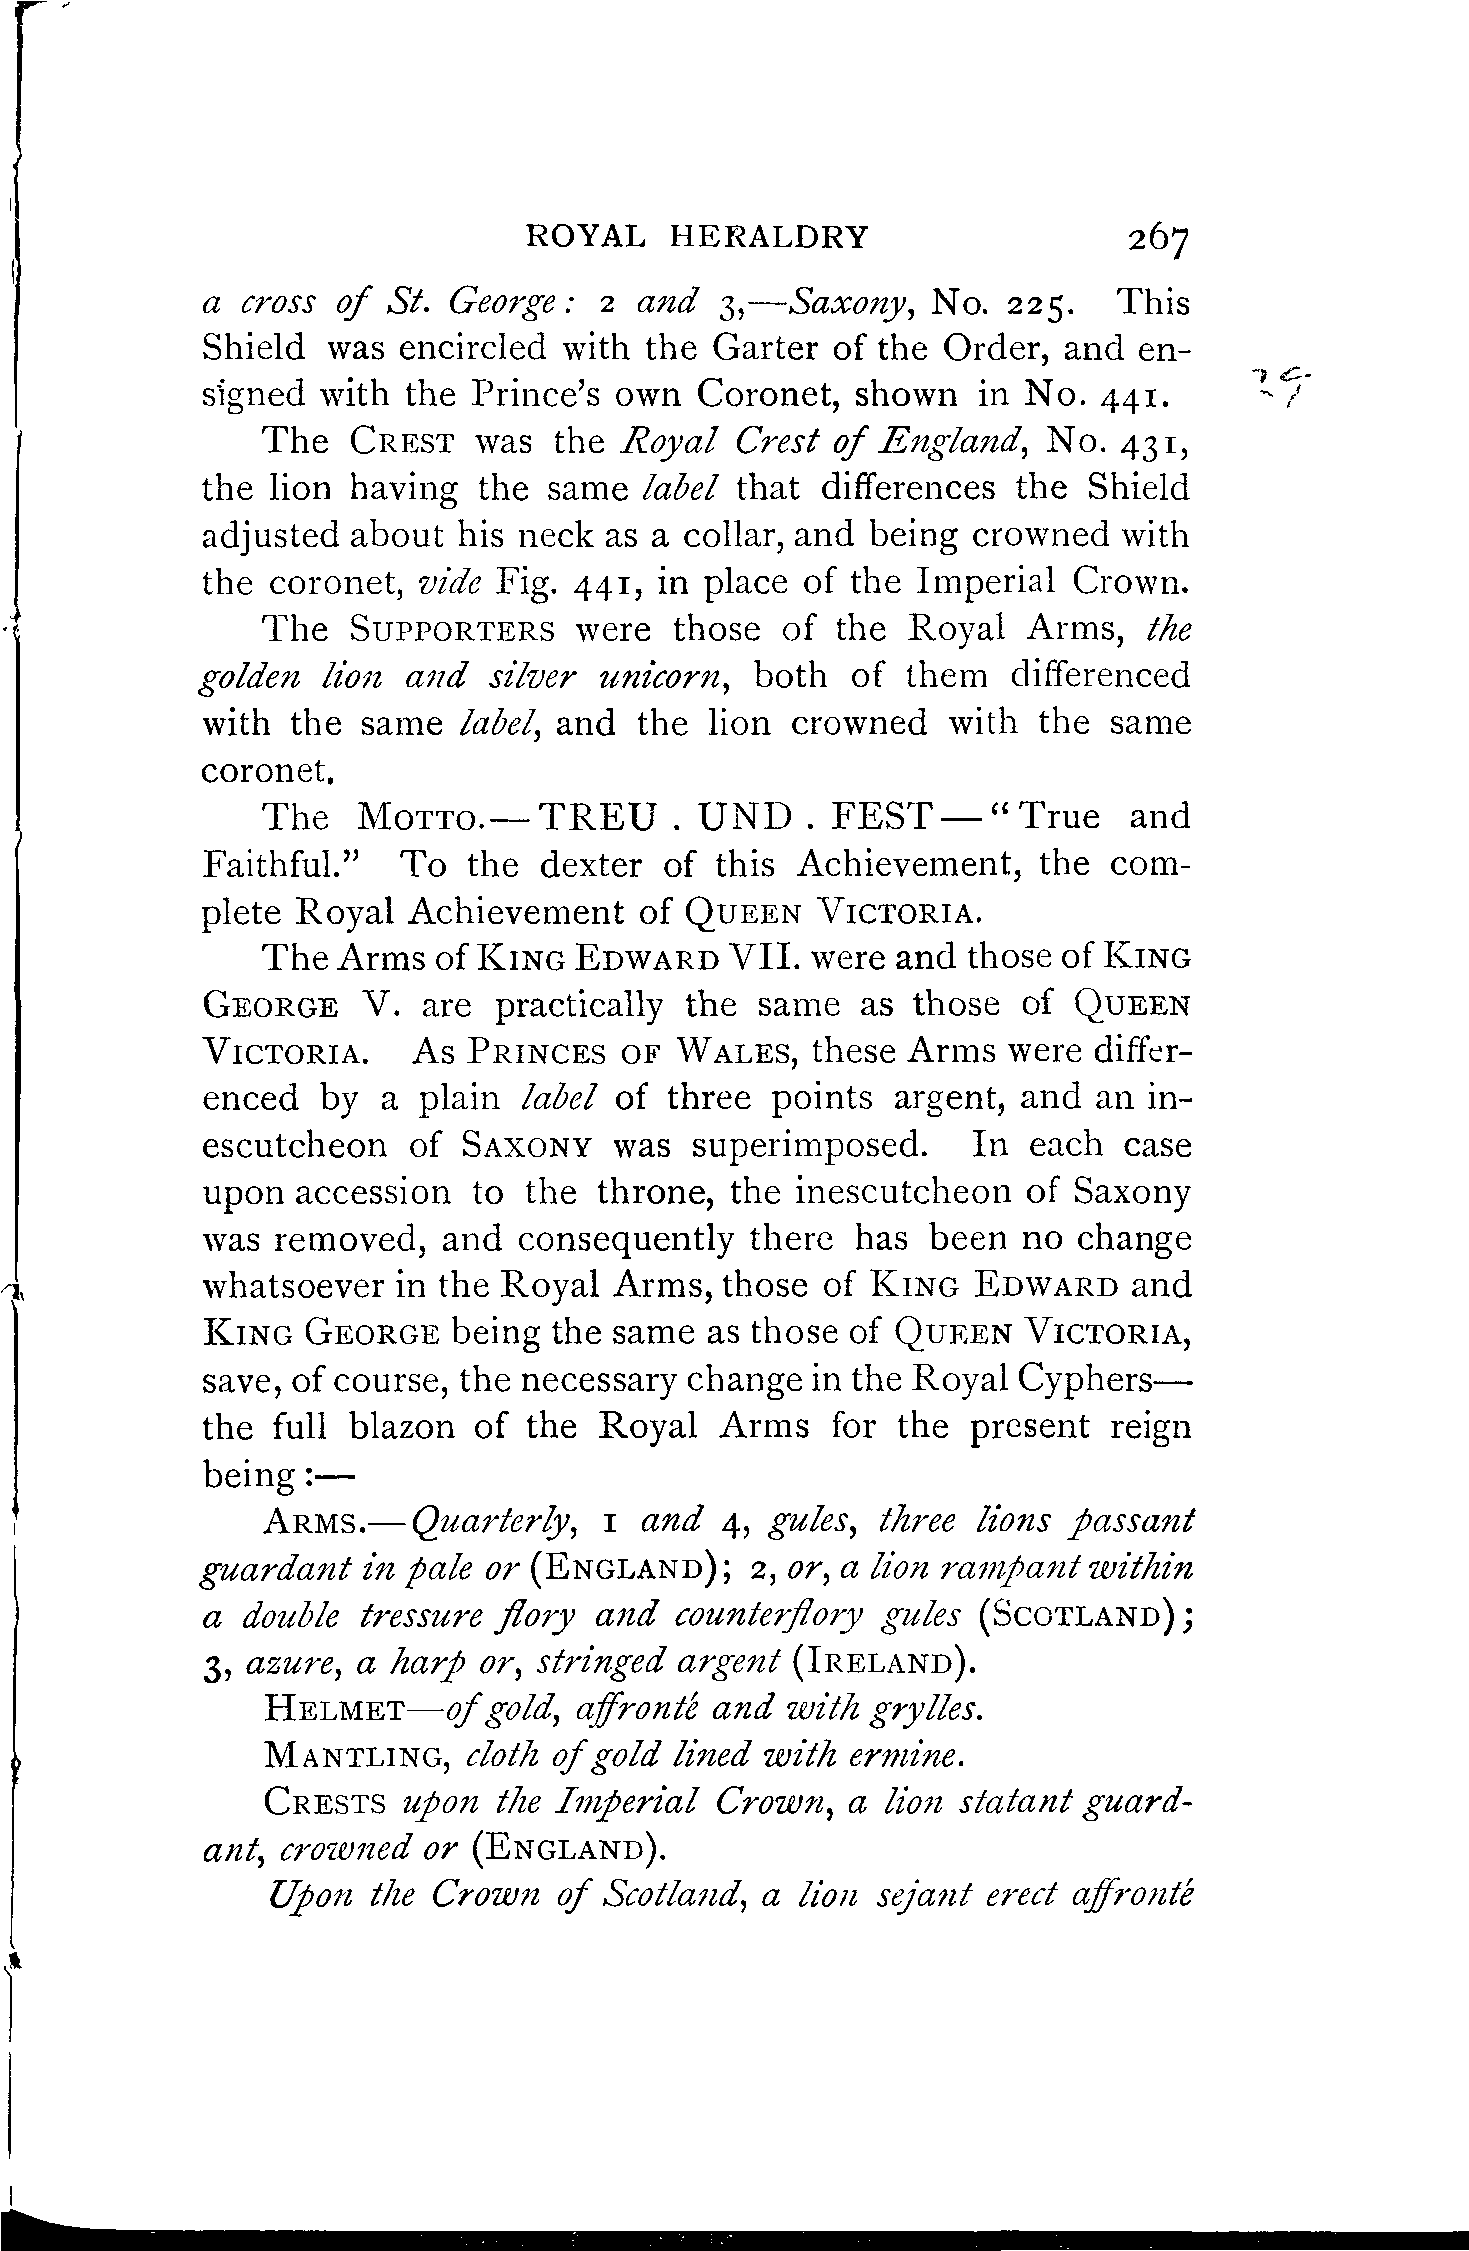 ROYAL HERALDRY 267
a cross of St. George: 2 and 3,—Saxony, No. 225. This
Shield was encircled with the Garter of the Order, and en-
signed with the Prince's own Coronet, shown in No. 441.
The CREST was the Royal Crest of England, No. 431,
the lion having the same label that differences the Shield
adjusted about his neck as a collar, and being crowned with
the coronet, vide Fig. 441, in place of the Imperial Crown.
The SUPPORTERS were those of the Royal Arms, the
golden lion and silver unicorn, both of them differenced
with the same label, and the lion crowned with the same
coronet.
The MOTTO.—TREU . UND . FEST—"True and
Faithful." To the dexter of this Achievement, the com-
plete Royal Achievement of QUEEN VICTORIA.
The Arms of KING EDWARD VII. were and those of KING
GEORGE V. are practically the same as those of QUEEN
VICTORIA. As PRINCES OF WALES, these Arms were differ-
enced by a plain label of three points argent, and an in-
escutcheon of SAXONY was superimposed. In each case
upon accession to the throne, the inescutcheon of Saxony
was removed, and consequently there has been no change
whatsoever in the Royal Arms, those of KING EDWARD and
KING GEORGE being the same as those of QUEEN VICTORIA,
save, of course, the necessary change in the Royal Cyphers—
the full blazon of the Royal Arms for the present reign
being :—
ARMS.—Quarterly, 1 and 4, gules, three lions passant
guardant in pale or (ENGLAND); 2, or, a lion rampant within
a double tressure flory and counterflory gules (SCOTLAND);
3, azure, a harp or, stringed argent (IRELAND).
HELMET—of gold, affronté and with grylles.
MANTLING, cloth of gold lined with ermine.
CRESTS upon the Imperial Crown, a lion statant guard-
ant, crowned or (ENGLAND).
Upon the Crown of Scotland, a lion sejant erect affronté